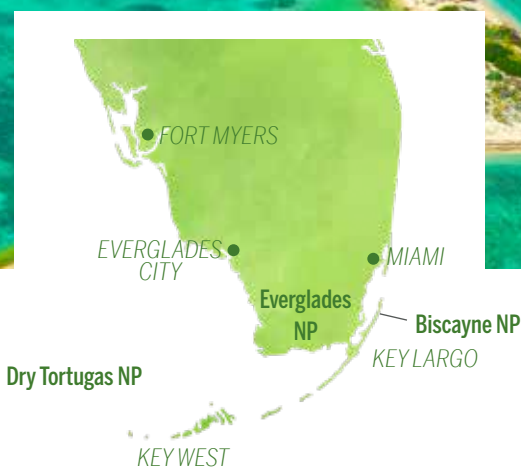 FORT MYERS
EVERGLADES
CITY
MIAMI
Everglades
NP
Biscayne NP
KEY LARGO
Dry Tortugas NP
KEY WEST